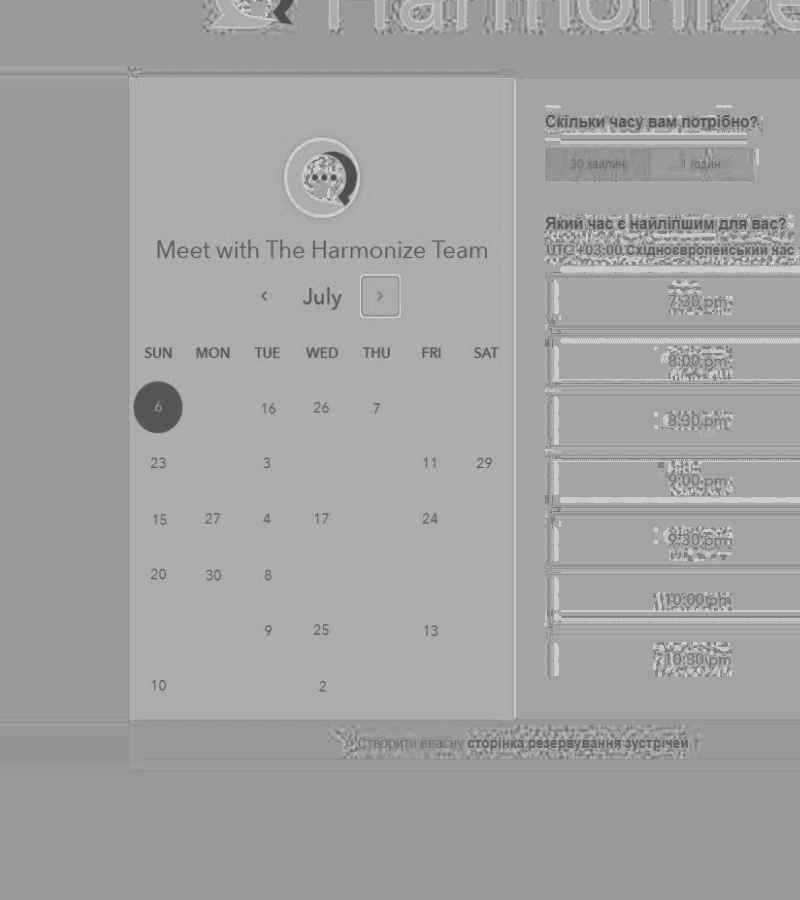 Harmonize
Meet with The Harmonize Team
July
SUN MON TUE WED THU FRI SAT
6 16 26 7
23 3 11 29
15 27 4 17 24
20 30 8
9 25 13
10 2
Скільки часу вам потрібно?
30 хвилин 1 годин
Який час є найліпшим для вас?
UTC +03:00 Східноєвропейський час
7:30 pm
8:00 pm
8:30 pm
9:00 pm
9:30 pm
10:00 pm
10:30 pm
Створити власну сторінка резервування зустрічей